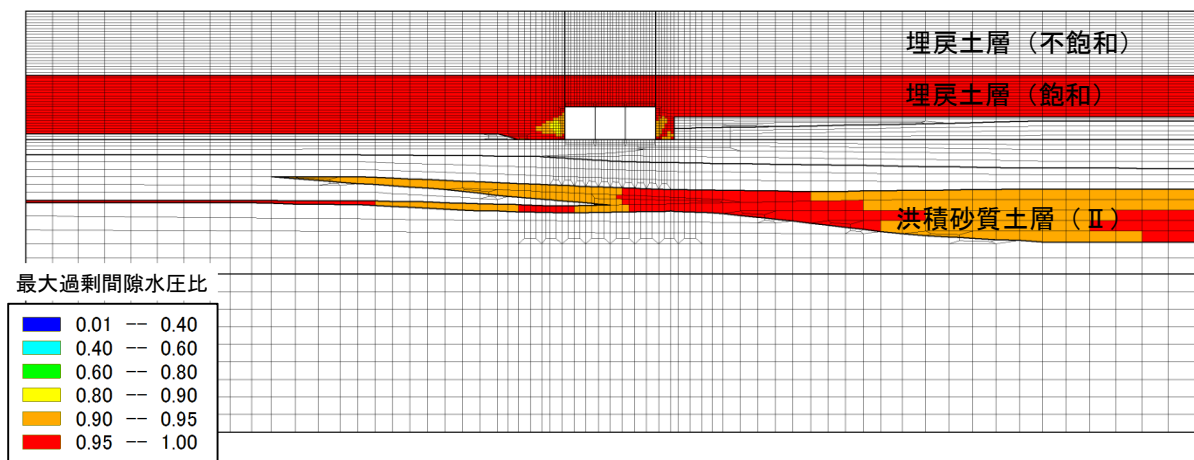 埋戻土層（不飽和）
埋戻土層（飽和）
洪積砂質土層（Ⅱ）
最大過剰間隙水圧比
0.01 -- 0.40
0.40 -- 0.60
0.60 -- 0.80
0.80 -- 0.90
0.90 -- 0.95
0.95 -- 1.00